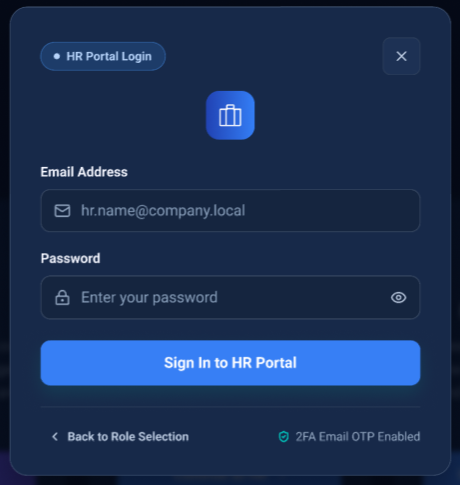 HR Portal Login
Email Address
hr.name@company.local
Password
Enter your password
Sign In to HR Portal
Back to Role Selection
2FA Email OTP Enabled